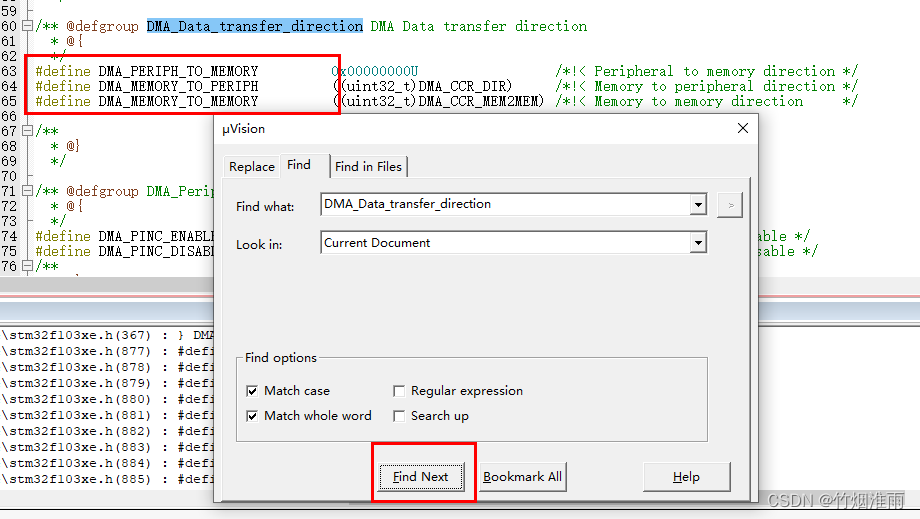 59
60 /** @defgroup DMA_Data_transfer_direction DMA Data transfer direction
61 * @{
62 */
63 #define DMA_PERIPH_TO_MEMORY 0x00000000U /*!< Peripheral to memory direction */
64 #define DMA_MEMORY_TO_PERIPH ((uint32_t)DMA_CCR_DIR) /*!< Memory to peripheral direction */
65 #define DMA_MEMORY_TO_MEMORY ((uint32_t)DMA_CCR_MEM2MEM) /*!< Memory to memory direction */
66
67 /**
68 * @}
69 */
70
71 /** @defgroup DMA_Perip
72 * @{
73 */
74 #define DMA_PINC_ENABLE able */
75 #define DMA_PINC_DISAB sable */
76 /**
µVision
Replace Find Find in Files
Find what: DMA_Data_transfer_direction >
Look in: Current Document
Find options
Match case Regular expression
Match whole word Search up
Find Next Bookmark All Help
\stm32f103xe.h(367) : } DMA
\stm32f103xe.h(877) : #defi
\stm32f103xe.h(878) : #defi
\stm32f103xe.h(879) : #defi
\stm32f103xe.h(880) : #defi
\stm32f103xe.h(881) : #defi
\stm32f103xe.h(882) : #defi
\stm32f103xe.h(883) : #defi
\stm32f103xe.h(884) : #defi
\stm32f103xe.h(885) : #defi
CSDN @竹烟淮雨